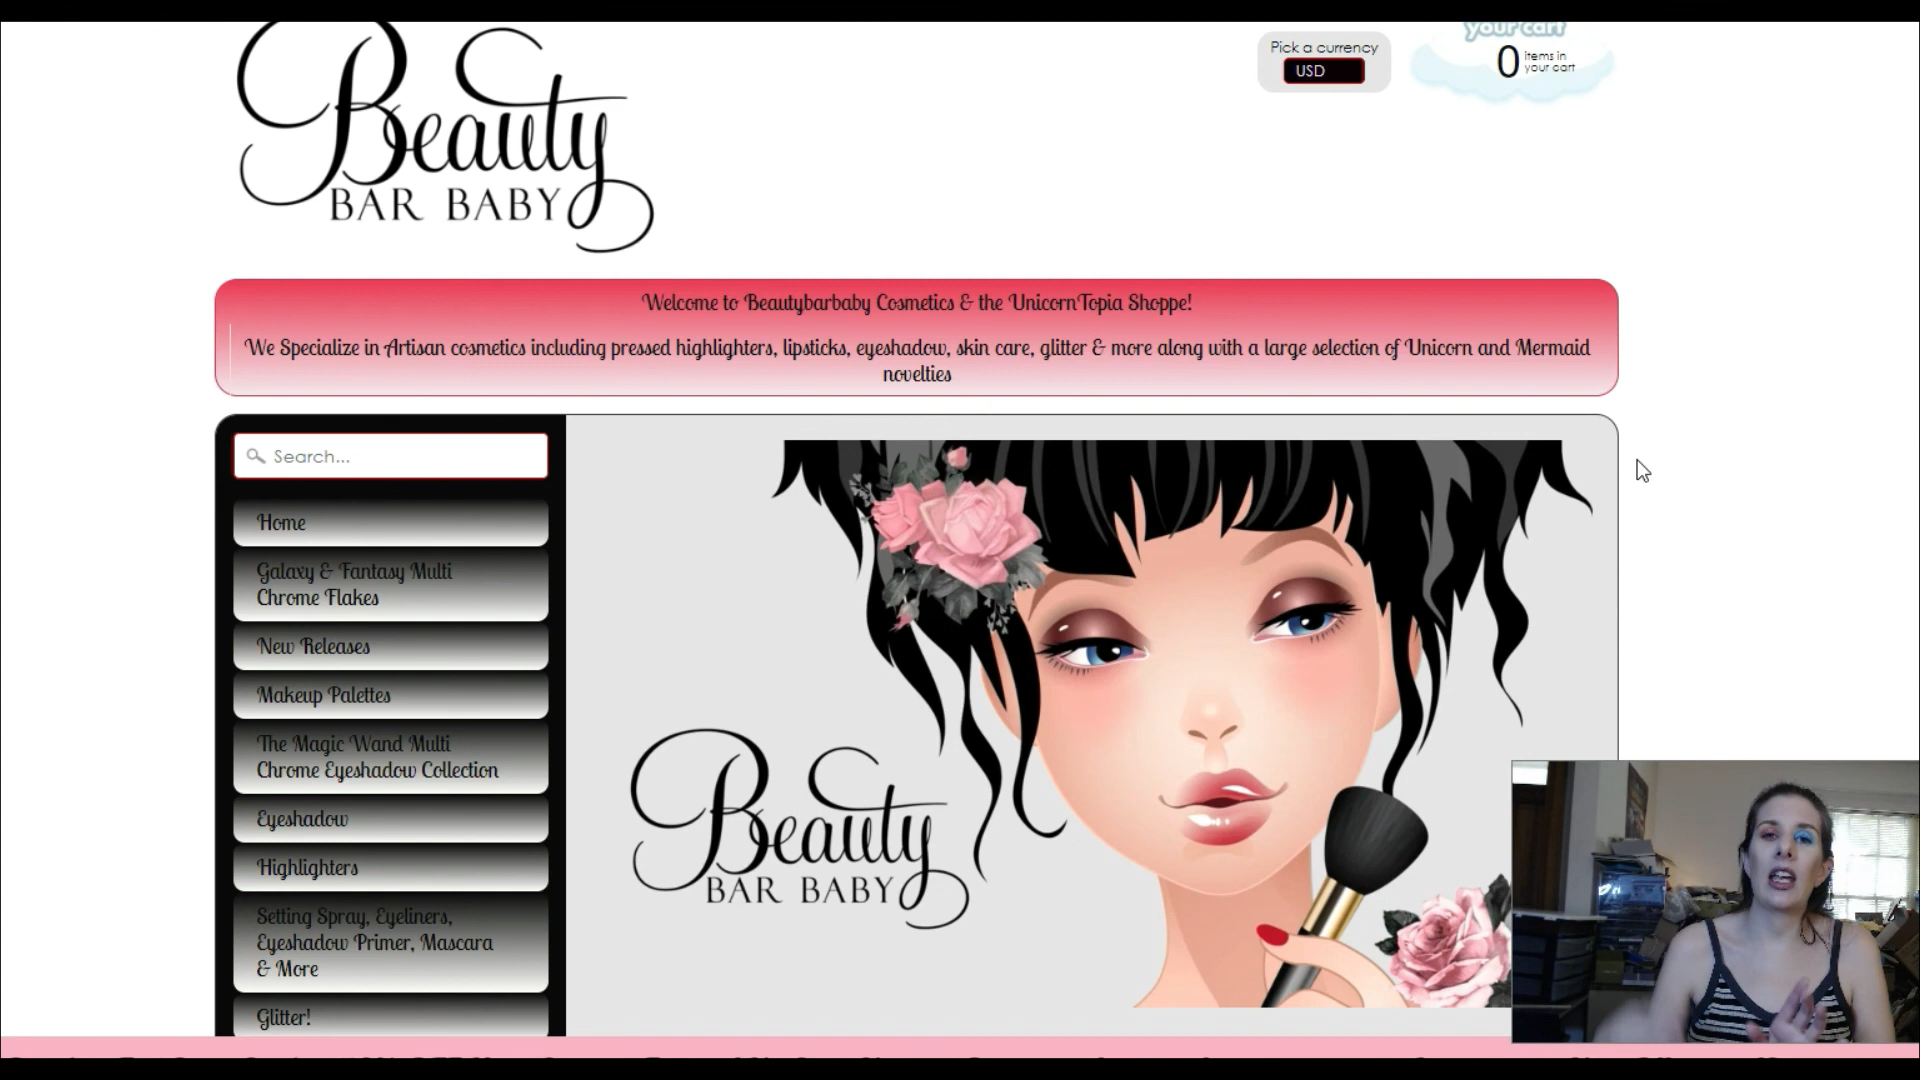 Beauty
BAR BABY
Pick a currency
USD
your cart
0 items in
your cart
Welcome to Beautybarbaby Cosmetics & the UnicornTopia Shoppe!
We Specialize in Artisan cosmetics including pressed highlighters, lipsticks, eyeshadow, skin care, glitter & more along with a large selection of Unicorn and Mermaid
novelties
Search...
Home
Galaxy & Fantasy Multi
Chrome Flakes
New Releases
Makeup Palettes
The Magic Wand Multi
Chrome Eyeshadow Collection
Eyeshadow
Highlighters
Setting Spray, Eyeliners,
Eyeshadow Primer, Mascara
& More
Glitter!
Beauty
BAR BABY